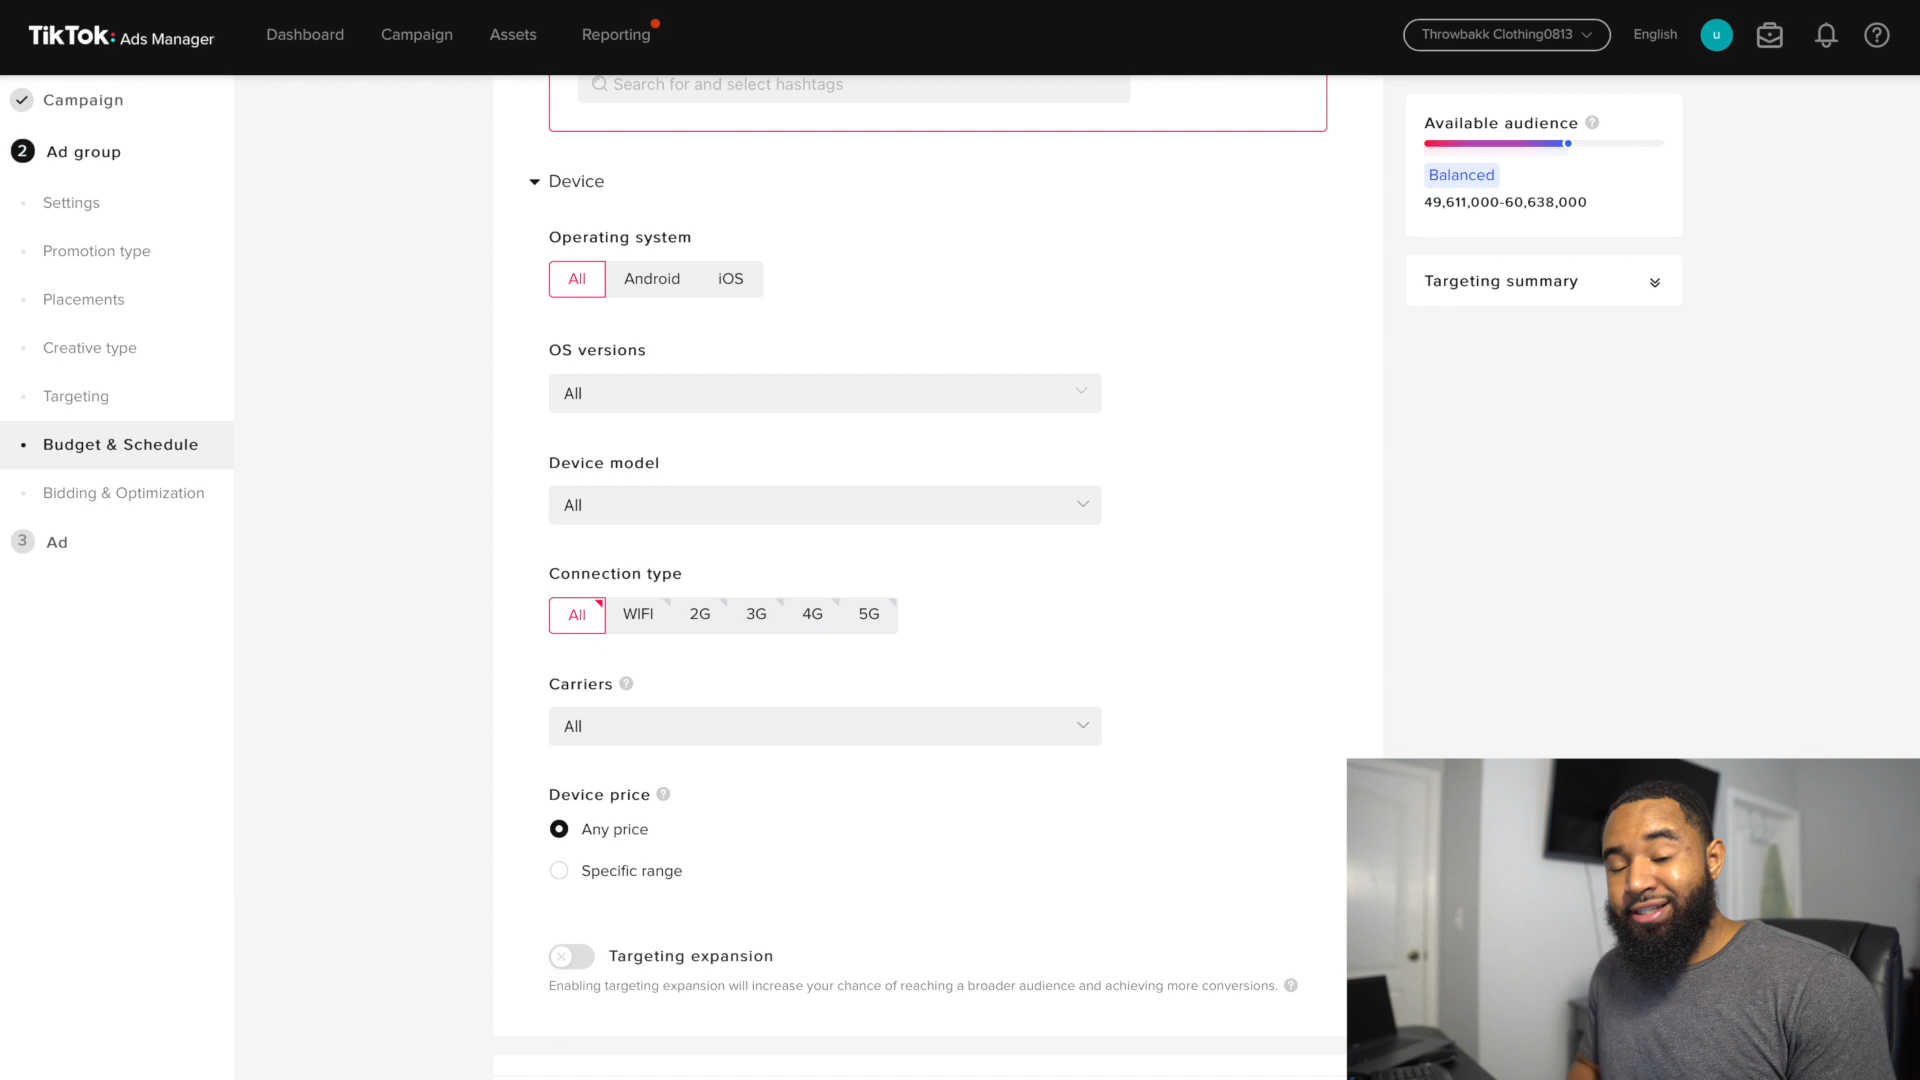 TikTok: Ads Manager
Dashboard
Campaign
Assets
Reporting
Throwbakk Clothing0813
English
u
Campaign
2 Ad group
Settings
Promotion type
Placements
Creative type
Targeting
Budget & Schedule
Bidding & Optimization
3 Ad
Search for and select hashtags
Device
Operating system
All Android iOS
OS versions
All
Device model
All
Connection type
All WIFI 2G 3G 4G 5G
Carriers ?
All
Device price ?
Any price
Specific range
Targeting expansion
Enabling targeting expansion will increase your chance of reaching a broader audience and achieving more conversions. ?
Available audience ?
Balanced
49,611,000-60,638,000
Targeting summary